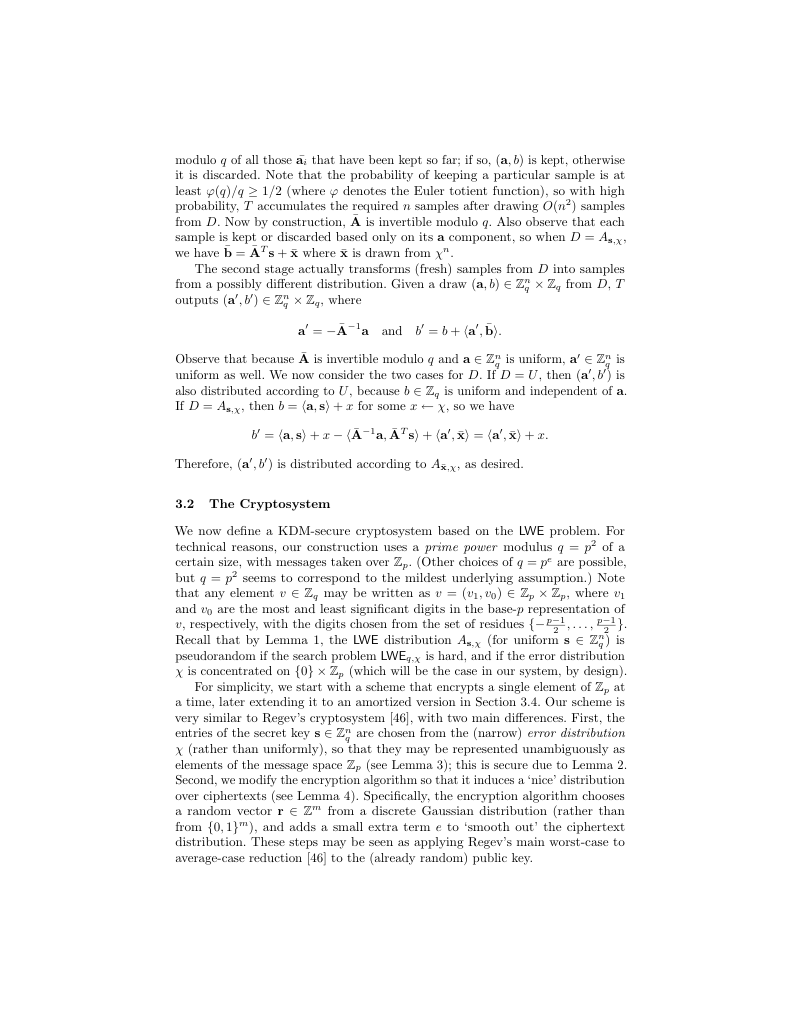 modulo q of all those āᵢ that have been kept so far; if so, (a, b) is kept, otherwise
it is discarded. Note that the probability of keeping a particular sample is at
least φ(q)/q ≥ 1/2 (where φ denotes the Euler totient function), so with high
probability, T accumulates the required n samples after drawing O(n²) samples
from D. Now by construction, Ā is invertible modulo q. Also observe that each
sample is kept or discarded based only on its a component, so when D = A_{s,χ},
we have b̄ = Ā^T s + x̄ where x̄ is drawn from χⁿ.
The second stage actually transforms (fresh) samples from D into samples
from a possibly different distribution. Given a draw (a, b) ∈ ℤ_q^n × ℤ_q from D, T
outputs (a′, b′) ∈ ℤ_q^n × ℤ_q, where
a′ = −Ā⁻¹a and b′ = b + ⟨a′, b̄⟩.
Observe that because Ā is invertible modulo q and a ∈ ℤ_q^n is uniform, a′ ∈ ℤ_q^n is
uniform as well. We now consider the two cases for D. If D = U, then (a′, b′) is
also distributed according to U, because b ∈ ℤ_q is uniform and independent of a.
If D = A_{s,χ}, then b = ⟨a, s⟩ + x for some x ← χ, so we have
b′ = ⟨a, s⟩ + x − ⟨Ā⁻¹a, Ā^T s⟩ + ⟨a′, x̄⟩ = ⟨a′, x̄⟩ + x.
Therefore, (a′, b′) is distributed according to A_{x̄,χ}, as desired.
3.2 The Cryptosystem
We now define a KDM-secure cryptosystem based on the LWE problem. For
technical reasons, our construction uses a prime power modulus q = p² of a
certain size, with messages taken over ℤ_p. (Other choices of q = p^e are possible,
but q = p² seems to correspond to the mildest underlying assumption.) Note
that any element v ∈ ℤ_q may be written as v = (v₁, v₀) ∈ ℤ_p × ℤ_p, where v₁
and v₀ are the most and least significant digits in the base-p representation of
v, respectively, with the digits chosen from the set of residues {−(p−1)/2, . . . , (p−1)/2}.
Recall that by Lemma 1, the LWE distribution A_{s,χ} (for uniform s ∈ ℤ_q^n) is
pseudorandom if the search problem LWE_{q,χ} is hard, and if the error distribution
χ is concentrated on {0} × ℤ_p (which will be the case in our system, by design).
For simplicity, we start with a scheme that encrypts a single element of ℤ_p at
a time, later extending it to an amortized version in Section 3.4. Our scheme is
very similar to Regev's cryptosystem [46], with two main differences. First, the
entries of the secret key s ∈ ℤ_q^n are chosen from the (narrow) error distribution
χ (rather than uniformly), so that they may be represented unambiguously as
elements of the message space ℤ_p (see Lemma 3); this is secure due to Lemma 2.
Second, we modify the encryption algorithm so that it induces a ‘nice’ distribution
over ciphertexts (see Lemma 4). Specifically, the encryption algorithm chooses
a random vector r ∈ ℤ^m from a discrete Gaussian distribution (rather than
from {0, 1}^m), and adds a small extra term e to ‘smooth out’ the ciphertext
distribution. These steps may be seen as applying Regev's main worst-case to
average-case reduction [46] to the (already random) public key.